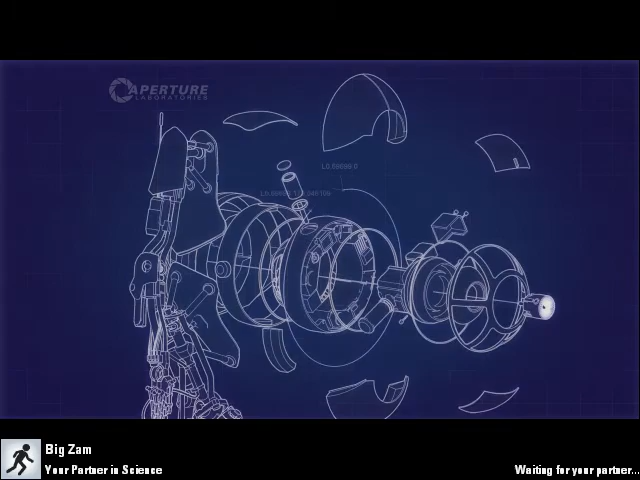 APERTURE
LABORATORIES
Big Zam
Your Partner in Science
Waiting for your partner...